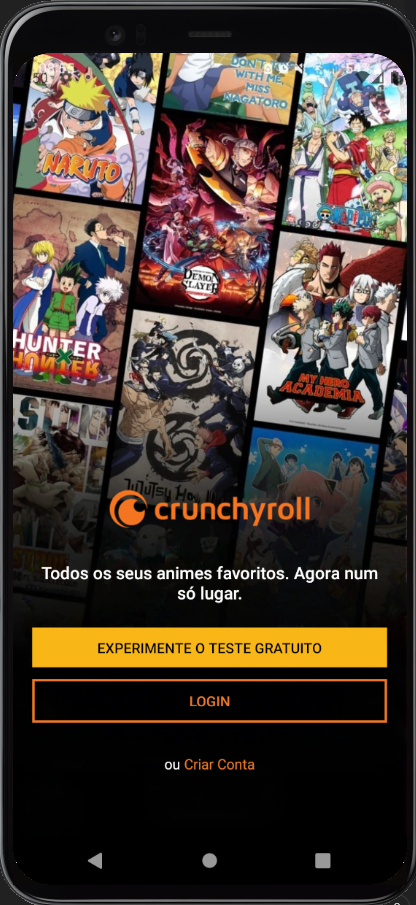 DON'T TOY
WITH ME,
MISS
NAGATORO
NARUTO
DEMON
SLAYER
HUNTER
HUNTER
MY HERO
ACADEMIA
crunchyroll
Todos os seus animes favoritos. Agora num
só lugar.
EXPERIMENTE O TESTE GRATUITO
LOGIN
ou Criar Conta